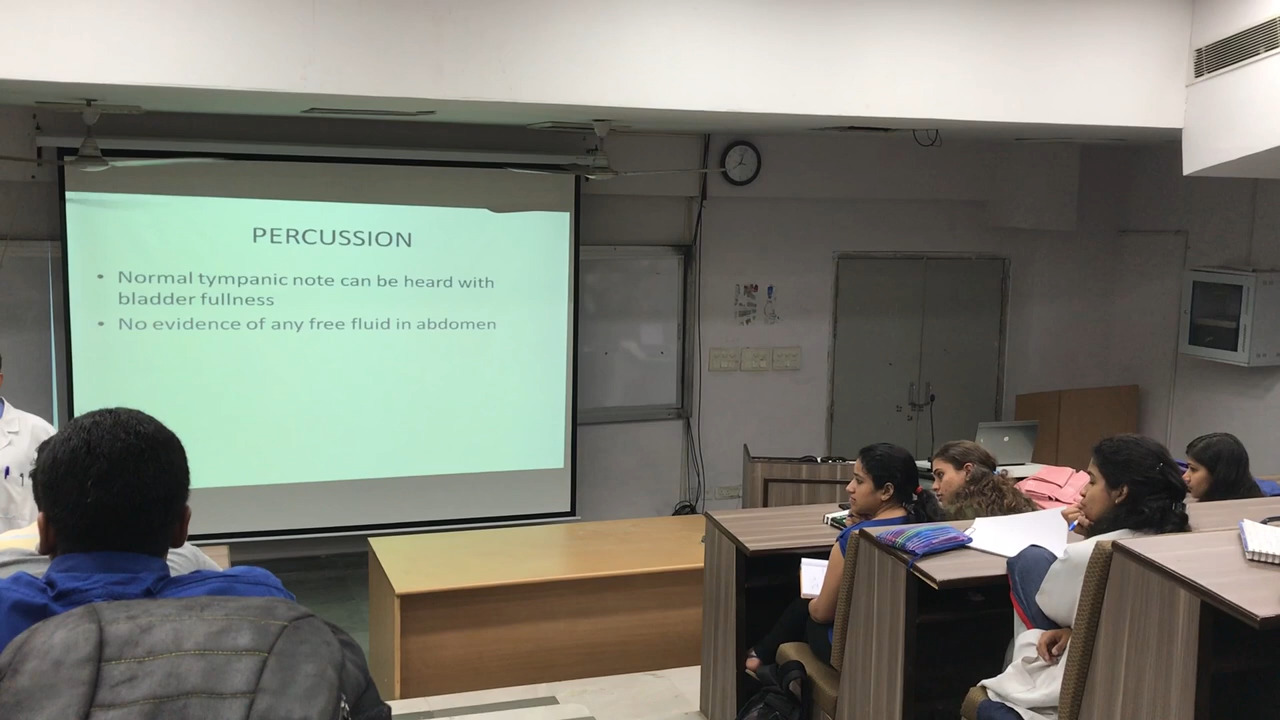 PERCUSSION
• Normal tympanic note can be heard with
bladder fullness
• No evidence of any free fluid in abdomen